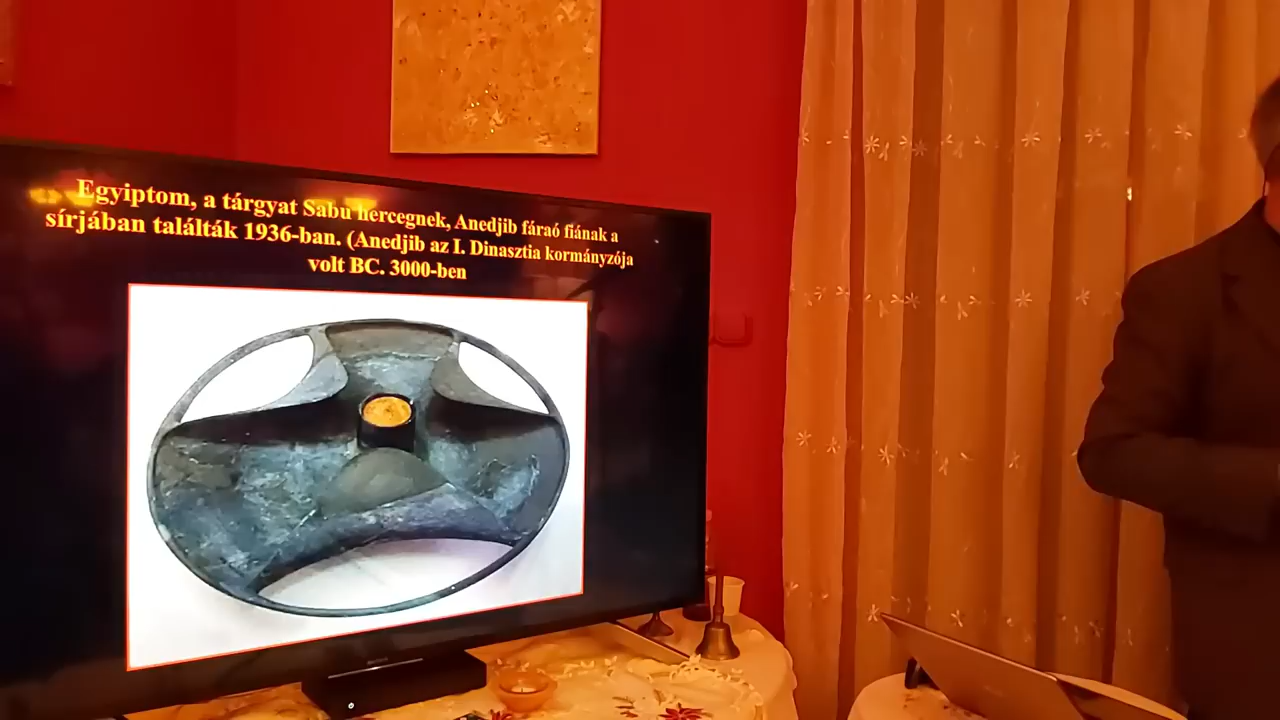 Egyiptom, a tárgyat Sabu hercegnek, Anedjib fáraó fiának a
sírjában találták 1936-ban. (Anedjib az I. Dinasztia kormányzója
volt BC. 3000-ben